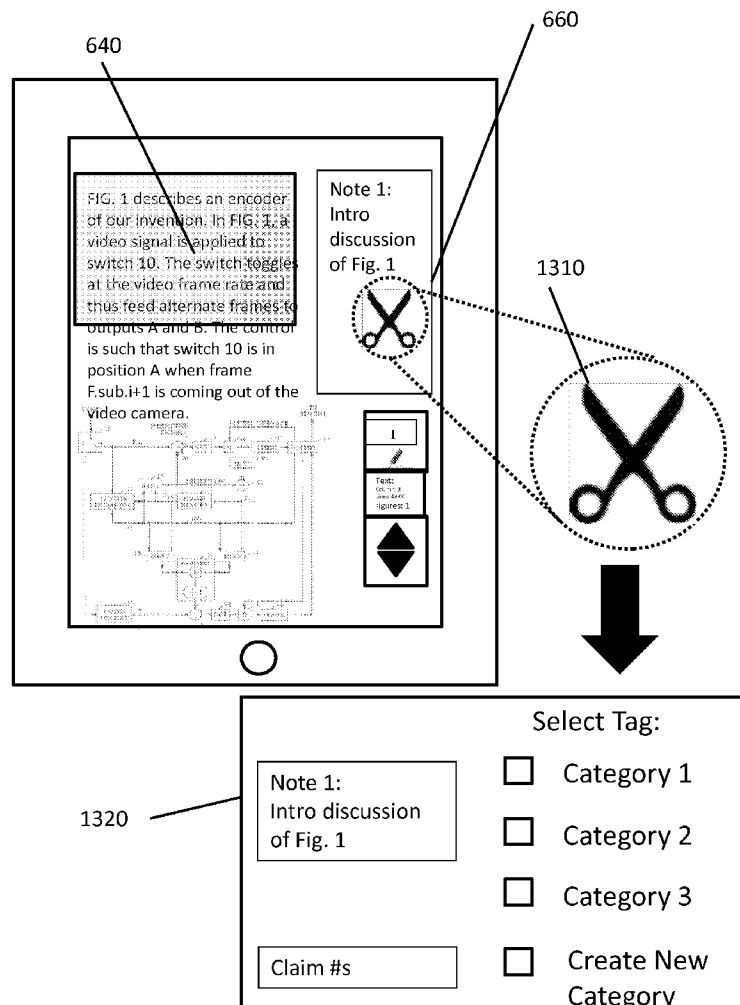 640
660
FIG. 1 describes an encoder
of our invention. In FIG. 1, a
video signal is applied to
switch 10. The switch toggles
at the video frame rate and
thus feed alternate frames to
outputs A and B. The control
is such that switch 10 is in
position A when frame
F.sub.i+1 is coming out of the
video camera.
Note 1:
Intro
discussion
of Fig. 1
1310
1
Text:
Figures: 1
Select Tag:
1320
Note 1:
Intro discussion
of Fig. 1
Category 1
Category 2
Category 3
Claim #s
Create New
Category